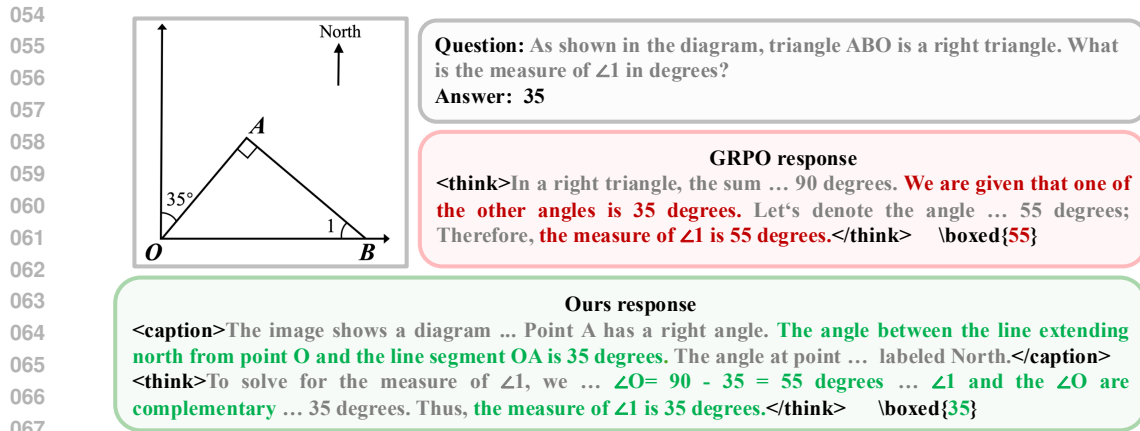 054
055
056
057
058
059
060
061
062
063
064
065
066
067
North
A
35°
1
O
B
Question: As shown in the diagram, triangle ABO is a right triangle. What
is the measure of ∠1 in degrees?
Answer: 35
GRPO response
<think>In a right triangle, the sum … 90 degrees. We are given that one of
the other angles is 35 degrees. Let‘s denote the angle … 55 degrees;
Therefore, the measure of ∠1 is 55 degrees.</think> \boxed{55}
Ours response
<caption>The image shows a diagram ... Point A has a right angle. The angle between the line extending
north from point O and the line segment OA is 35 degrees. The angle at point … labeled North.</caption>
<think>To solve for the measure of ∠1, we … ∠O= 90 - 35 = 55 degrees … ∠1 and the ∠O are
complementary … 35 degrees. Thus, the measure of ∠1 is 35 degrees.</think> \boxed{35}